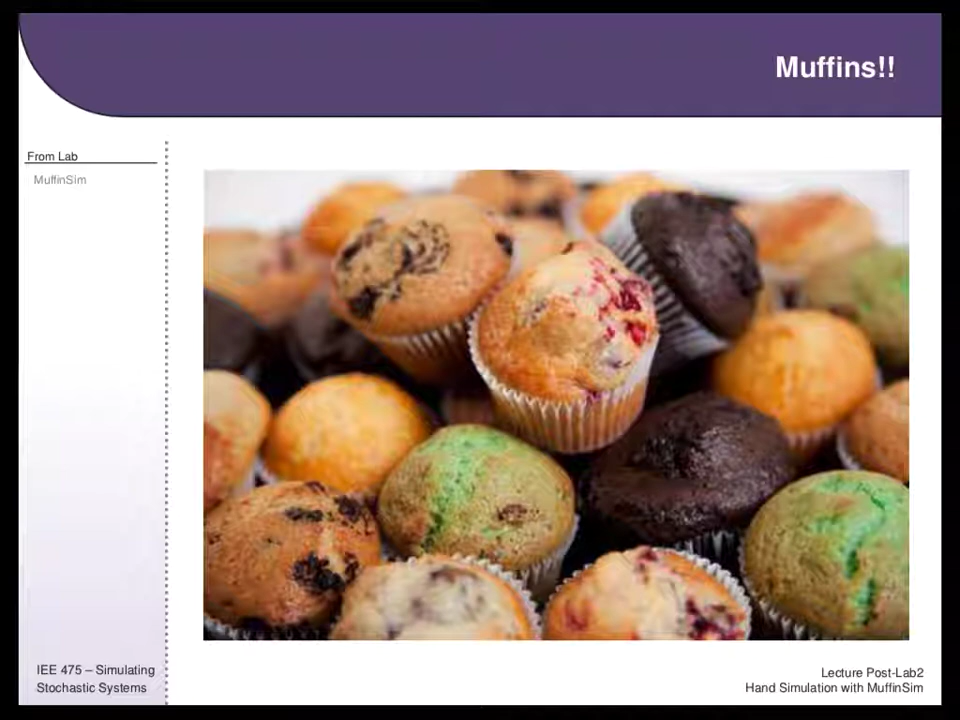 Muffins!!
From Lab
MuffinSim
IEE 475 – Simulating
Stochastic Systems
Lecture Post-Lab2
Hand Simulation with MuffinSim